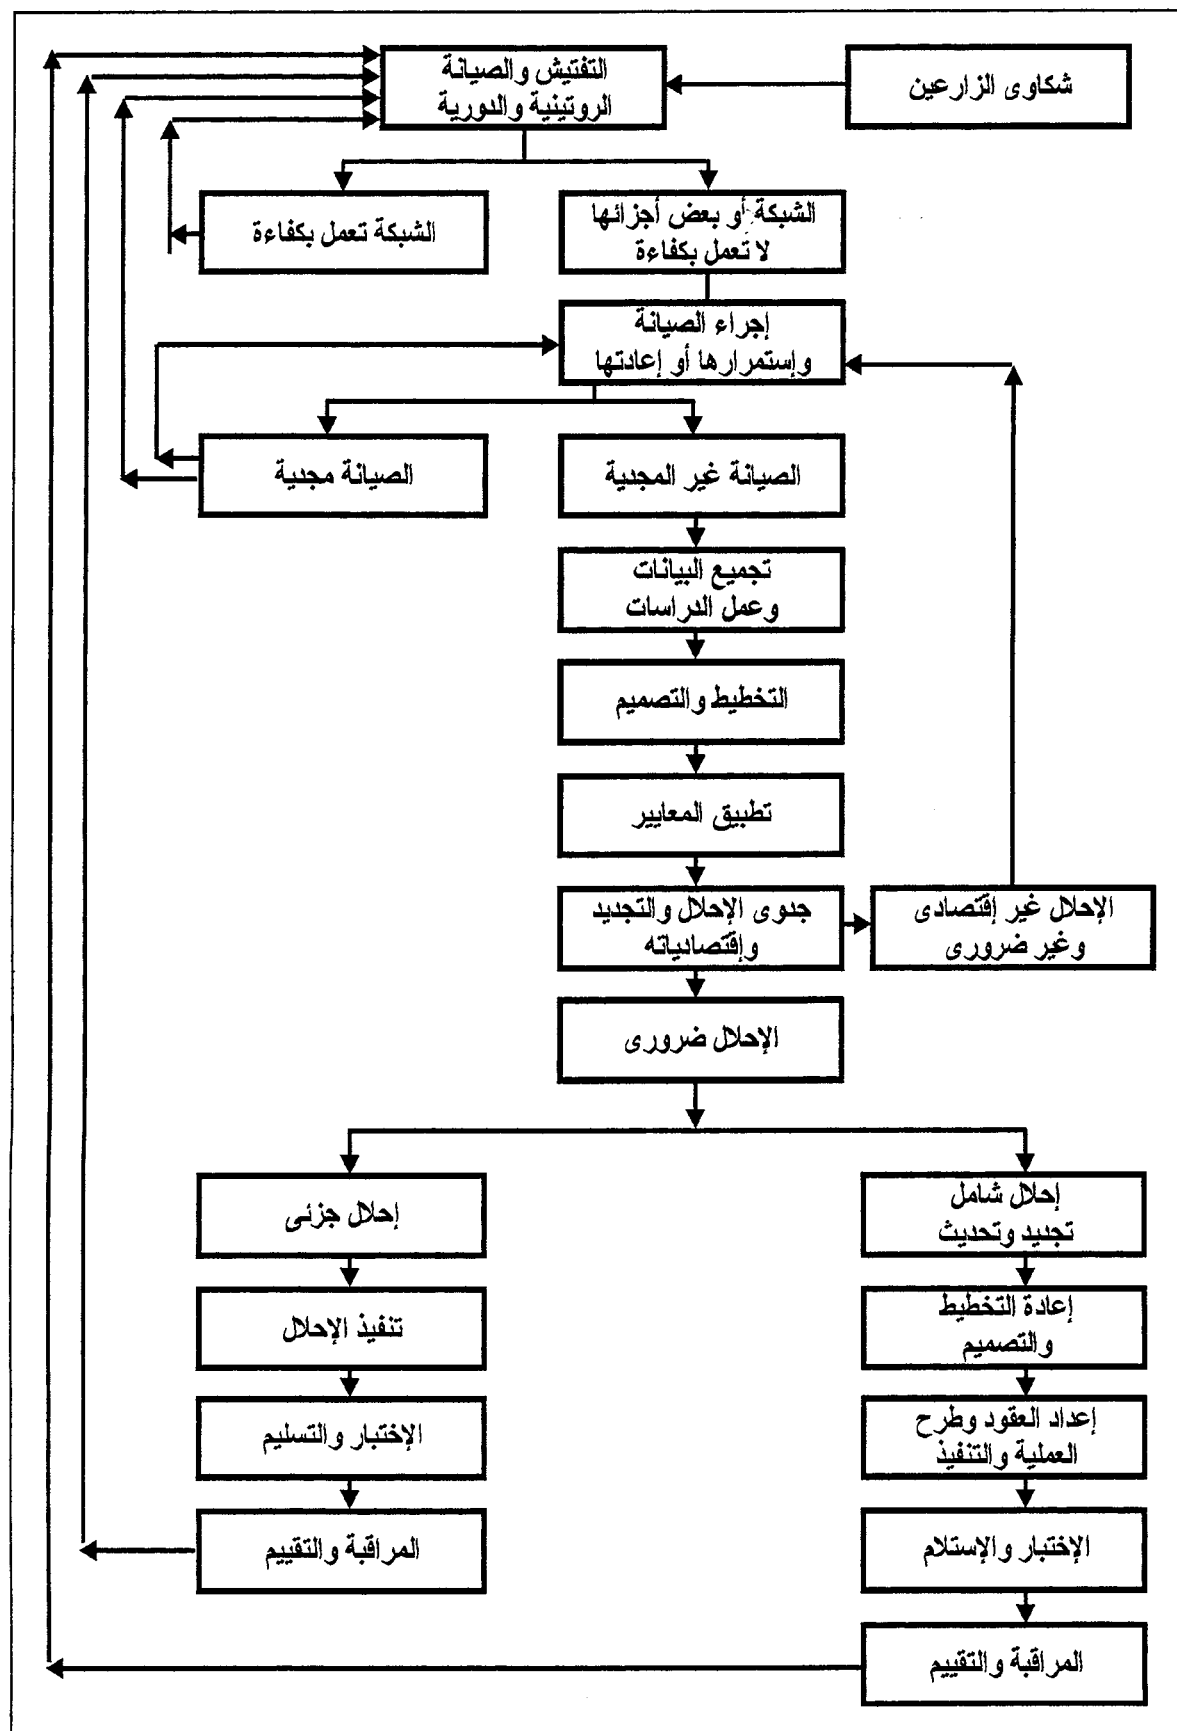 شكاوى الزارعين
التفتيش والصيانة
الروتينية والدورية
الشبكة أو بعض أجزائها
لا تعمل بكفاءة
الشبكة تعمل بكفاءة
إجراء الصيانة
وإستمرارها أو إعادتها
الصيانة غير المجدية
الصيانة مجدية
تجميع البيانات
وعمل الدراسات
التخطيط والتصميم
تطبيق المعايير
جدوى الإحلال والتجديد
وإقتصادياته
الإحلال غير إقتصادى
وغير ضرورى
الإحلال ضرورى
إحلال شامل
تجديد وتحديث
إعادة التخطيط
والتصميم
إعداد العقود وطرح
العملية والتنفيذ
الإختبار والإستلام
المراقبة والتقييم
إحلال جزئى
تنفيذ الإحلال
الإختبار والتسليم
المراقبة والتقييم